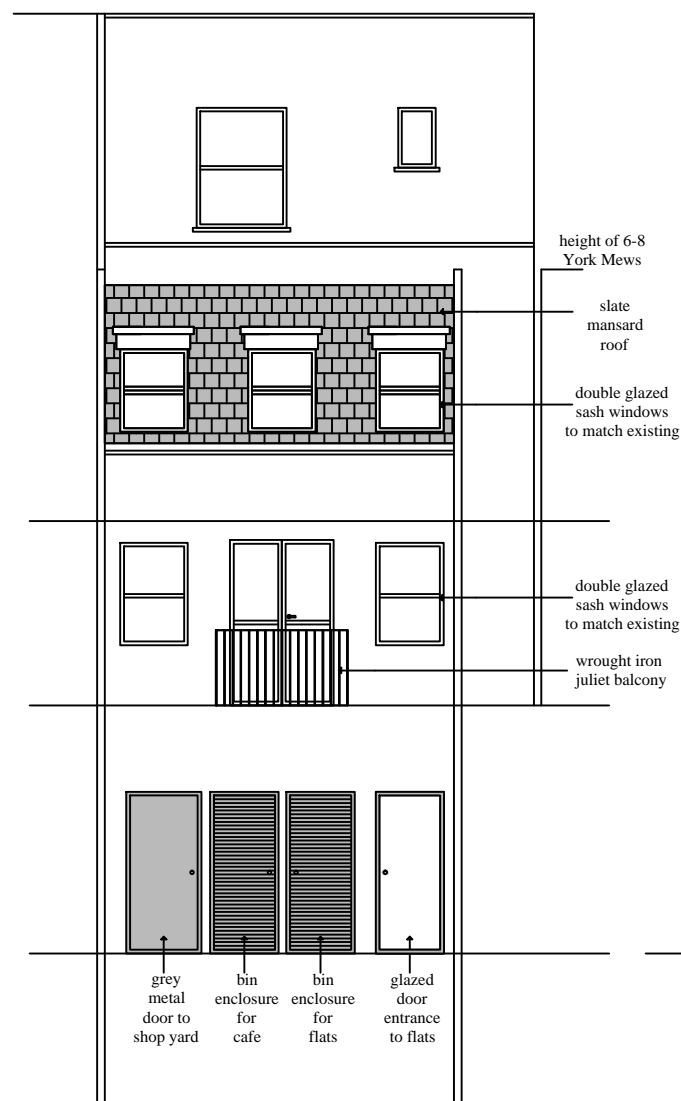 height of 6-8
York Mews
slate
mansard
roof
double glazed
sash windows
to match existing
double glazed
sash windows
to match existing
wrought iron
juliet balcony
grey
metal
door to
shop yard
bin
enclosure
for
cafe
bin
enclosure
for
flats
glazed
door
entrance
to flats